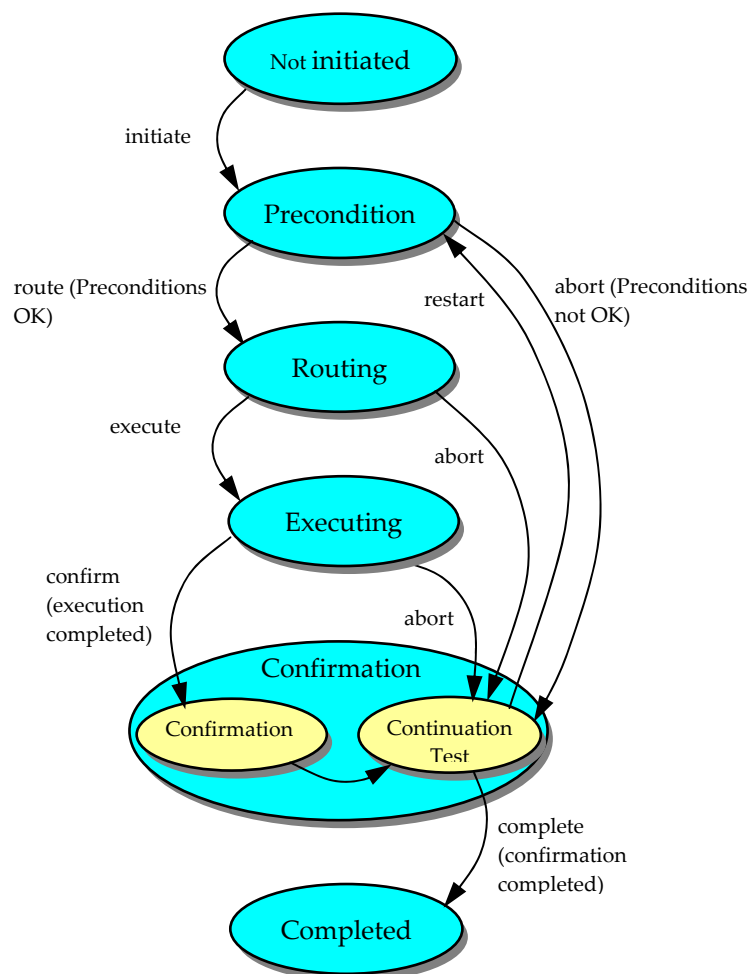 Not initiated
initiate
Precondition
route (Preconditions
OK)
restart
abort (Preconditions
not OK)
Routing
execute
abort
Executing
confirm
(execution
completed)
abort
Confirmation
Confirmation
Continuation
Test
complete
(confirmation
completed)
Completed